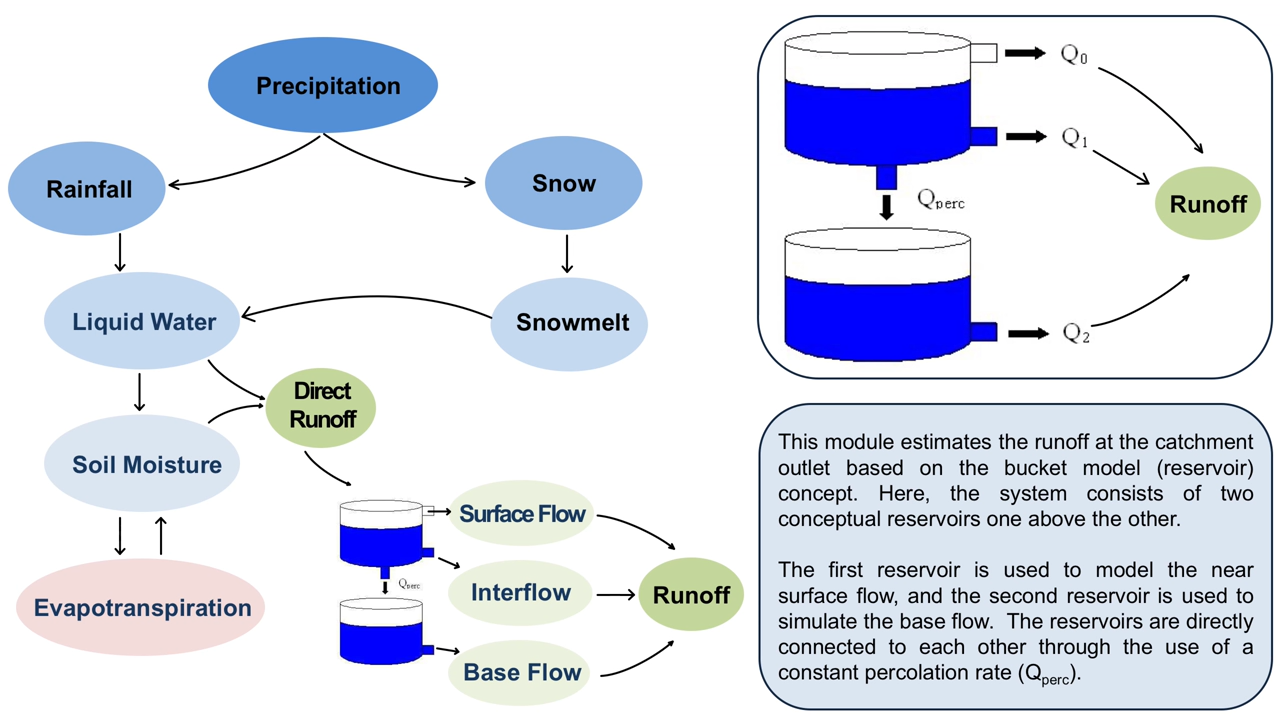 Precipitation
Rainfall
Snow
Liquid Water
Snowmelt
Direct
Runoff
Soil Moisture
Evapotranspiration
Surface Flow
Interflow
Qperc
Base Flow
Runoff
Q0
Q1
Qperc
Runoff
Q2
This module estimates the runoff at the catchment
outlet based on the bucket model (reservoir)
concept. Here, the system consists of two
conceptual reservoirs one above the other.
The first reservoir is used to model the near
surface flow, and the second reservoir is used to
simulate the base flow. The reservoirs are directly
connected to each other through the use of a
constant percolation rate (Qperc).